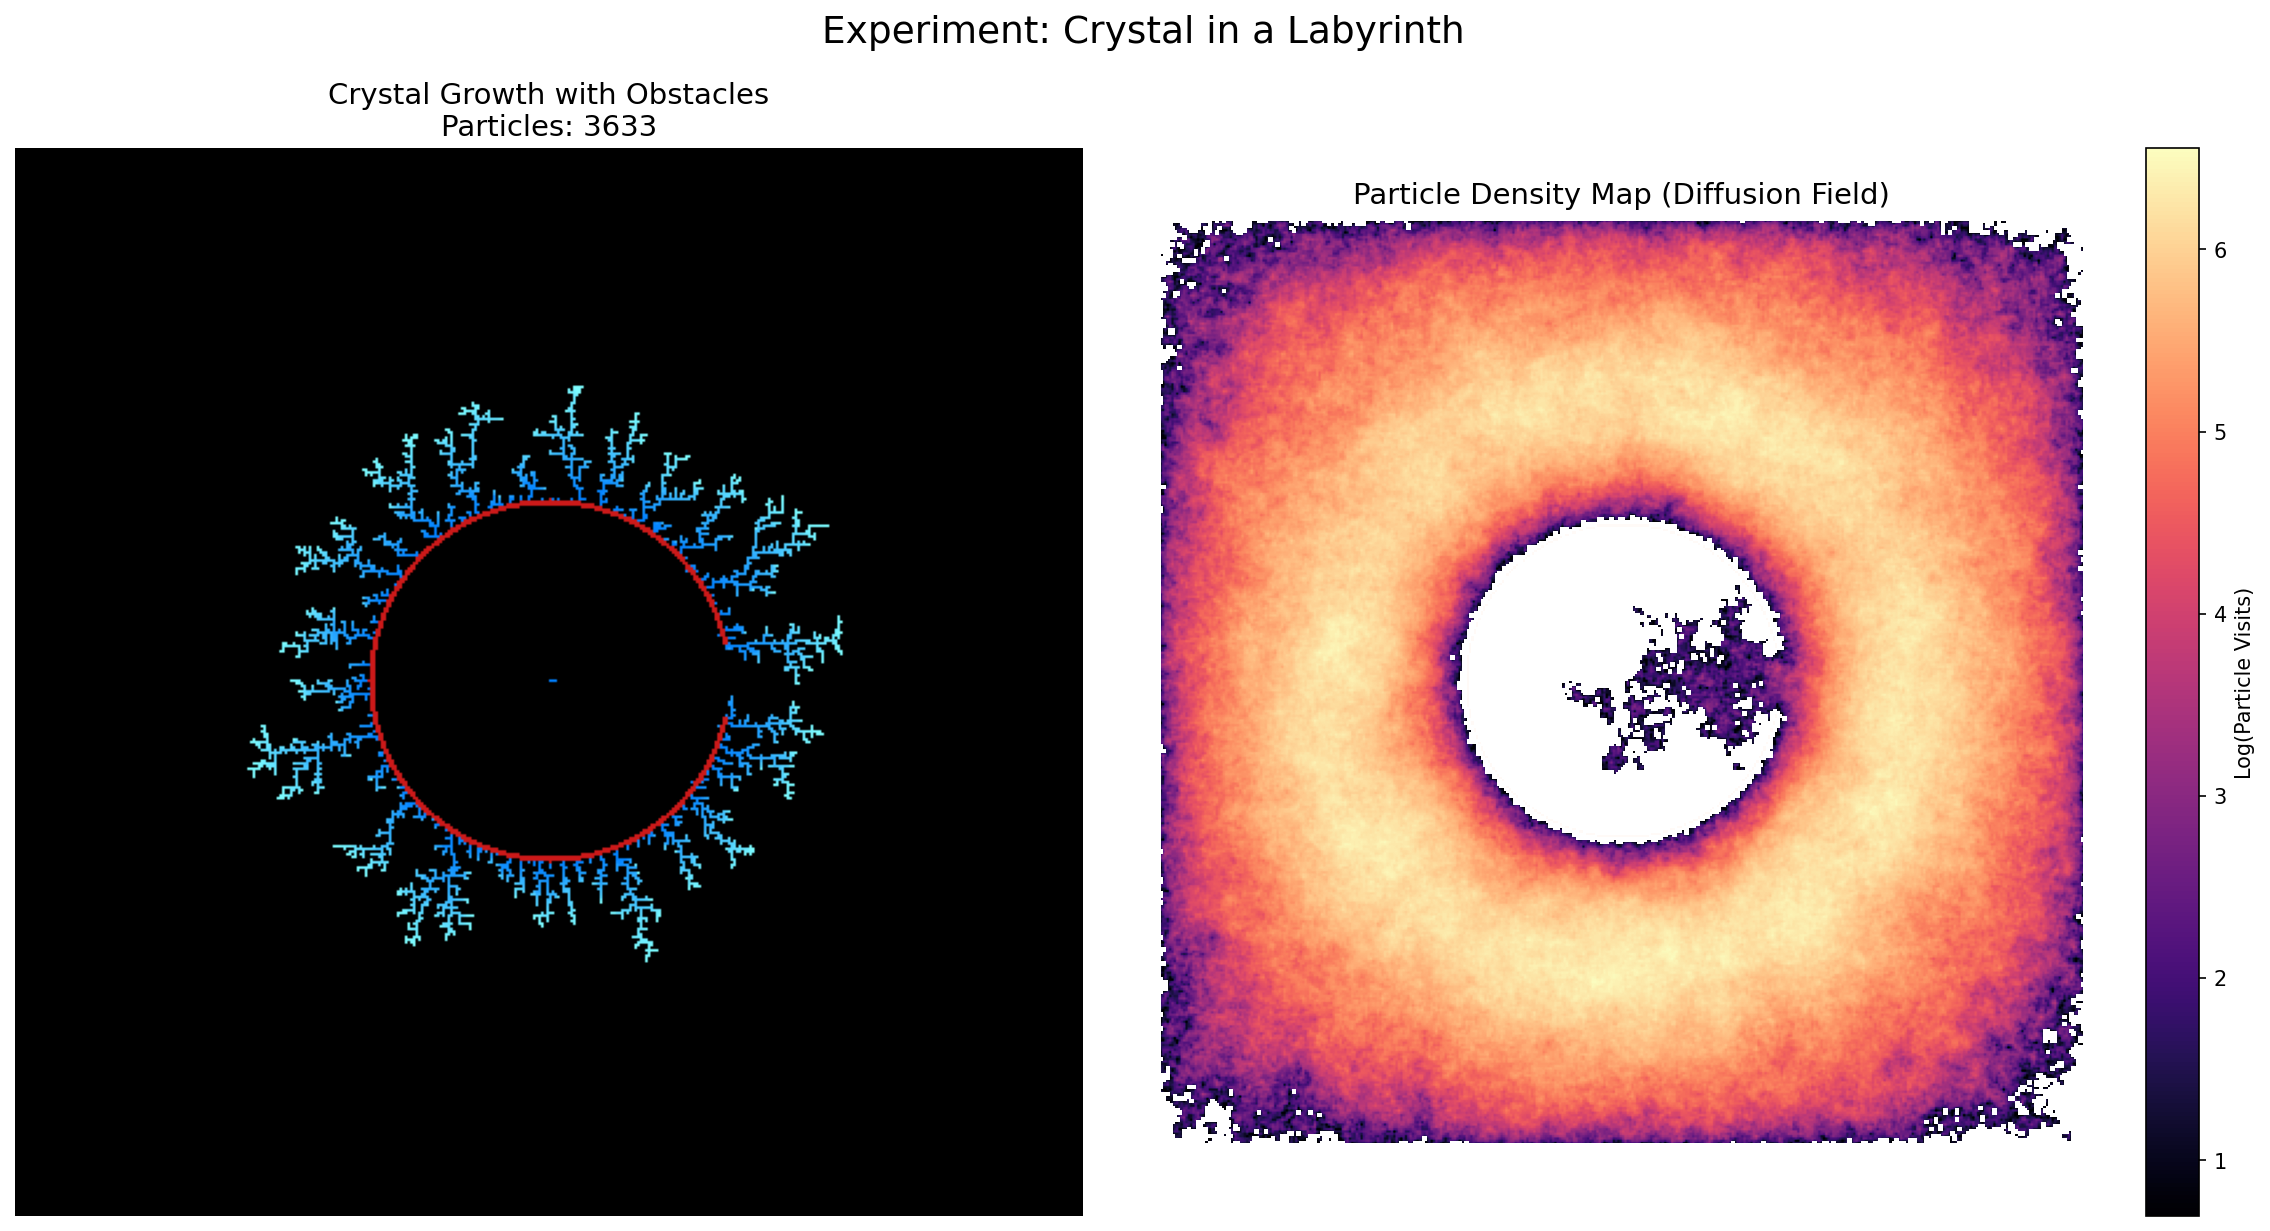 Experiment: Crystal in a Labyrinth
Crystal Growth with Obstacles
Particles: 3633
Particle Density Map (Diffusion Field)
6
5
4
3
2
1
Log(Particle Visits)